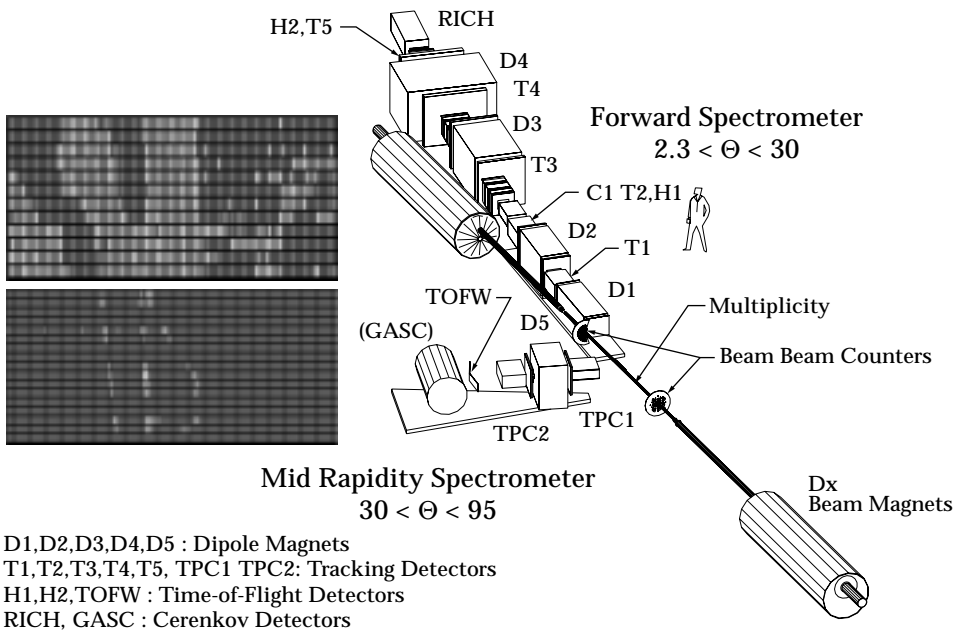 H2,T5
RICH
D4
T4
D3
T3
Forward Spectrometer
2.3 < Θ < 30
C1 T2,H1
D2
T1
D1
TOFW
(GASC)
D5
Multiplicity
Beam Beam Counters
TPC1
TPC2
Mid Rapidity Spectrometer
30 < Θ < 95
Dx
Beam Magnets
D1,D2,D3,D4,D5 : Dipole Magnets
T1,T2,T3,T4,T5, TPC1 TPC2: Tracking Detectors
H1,H2,TOFW : Time-of-Flight Detectors
RICH, GASC : Cerenkov Detectors